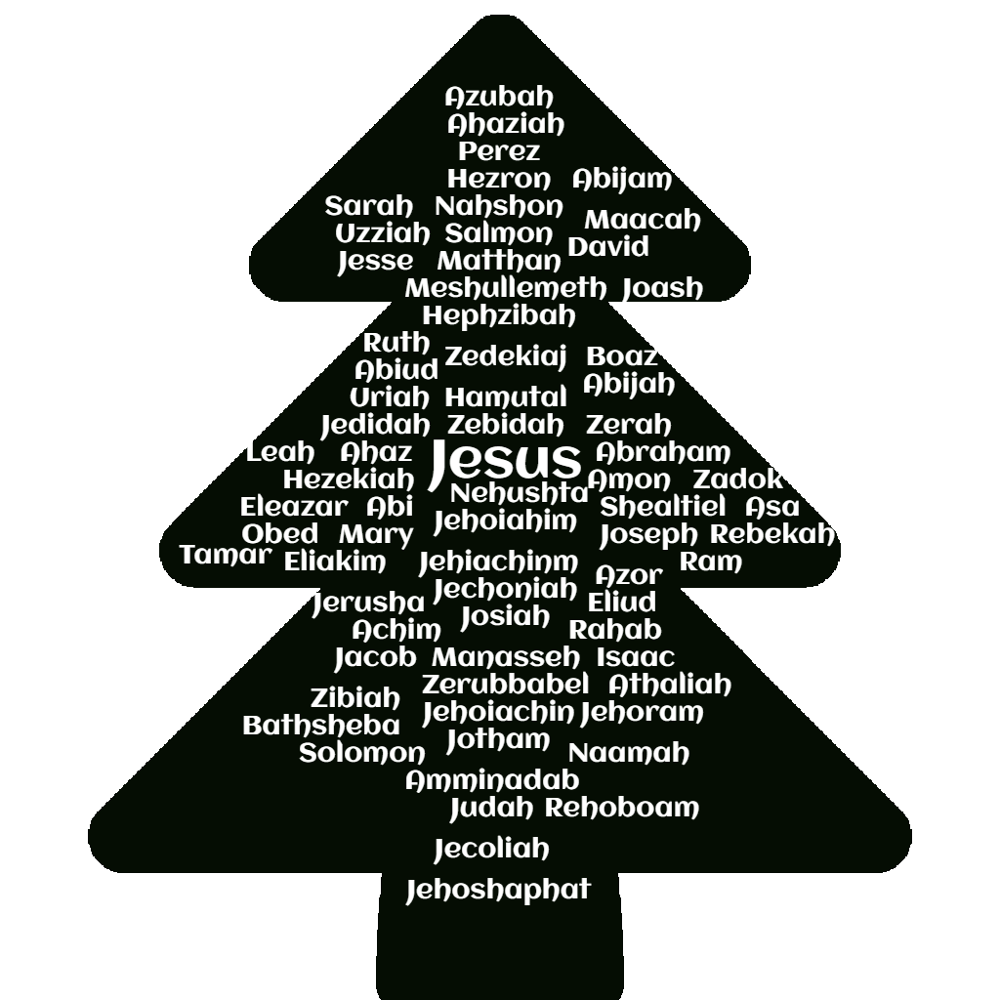 Azubah
Ahaziah
Perez
Hezron Abijam
Sarah Nahshon Maacah
Uzziah Salmon David
Jesse Matthan
Meshullemeth Joash
Hephzibah
Ruth Zedekiaj Boaz
Abiud Abijah
Uriah Hamutal
Jedidah Zebidah Zerah
Leah Ahaz Jesus Abraham
Hezekiah Nehushta Amon Zadok
Eleazar Abi Jehoiahim Shealtiel Asa
Obed Mary Joseph Rebekah
Tamar Eliakim Jehiachinm Azor Ram
Jerusha Jechoniah Eliud
Achim Josiah Rahab
Jacob Manasseh Isaac
Zibiah Zerubbabel Athaliah
Bathsheba Jehoiachin Jehoram
Solomon Jotham Naamah
Amminadab
Judah Rehoboam
Jecoliah
Jehoshaphat